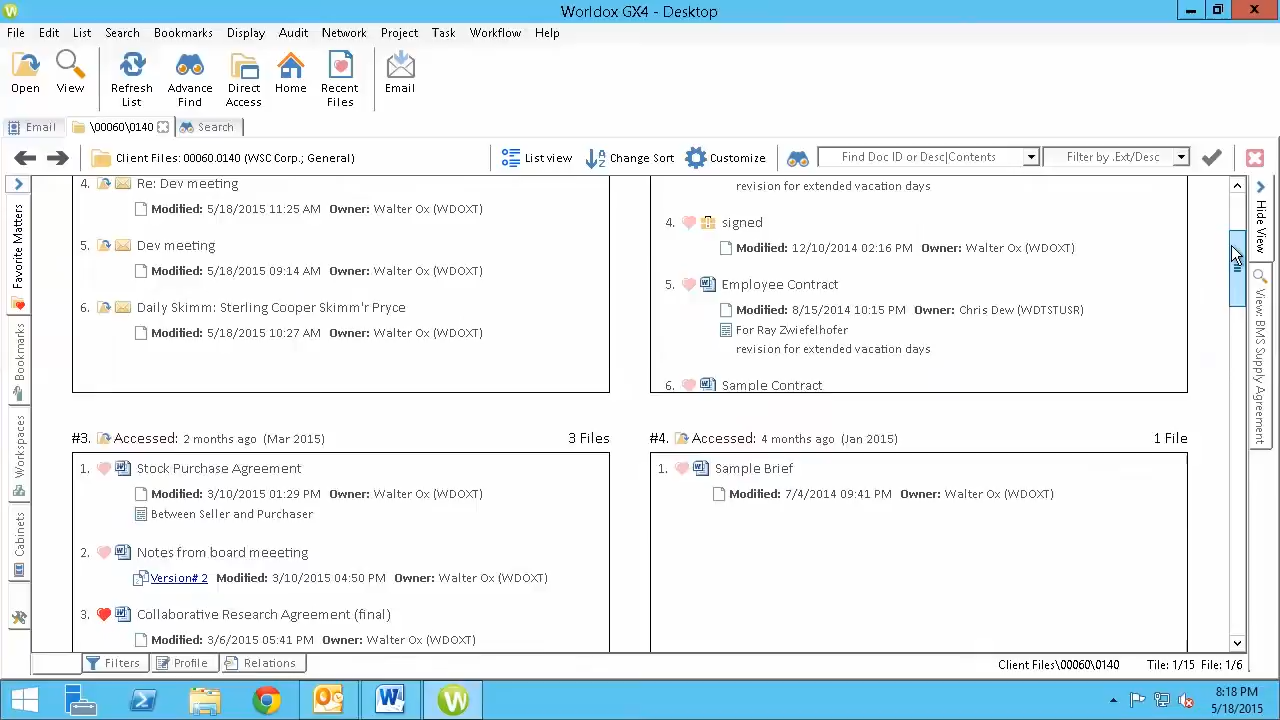 Worldox GX4 - Desktop
File Edit List Search Bookmarks Display Audit Network Project Task Workflow Help
Open View Refresh List Advance Find Direct Access Home Recent Files Email
Email \00060\0140 Search
Client Files: 00060.0140 (WSC Corp.; General) List view Change Sort Customize Find Doc ID or Desc|Contents Filter by .Ext/Desc
Favorite Matters
Bookmarks
Workspaces
Cabinets
4. Re: Dev meeting
Modified: 5/18/2015 11:25 AM Owner: Walter Ox (WDOXT)
5. Dev meeting
Modified: 5/18/2015 09:14 AM Owner: Walter Ox (WDOXT)
6. Daily Skimm: Sterling Cooper Skimm'r Pryce
Modified: 5/18/2015 10:27 AM Owner: Walter Ox (WDOXT)
revision for extended vacation days
4. signed
Modified: 12/10/2014 02:16 PM Owner: Walter Ox (WDOXT)
5. Employee Contract
Modified: 8/15/2014 10:15 PM Owner: Chris Dew (WDTSTUSR)
For Ray Zwiefelhofer
revision for extended vacation days
6. Sample Contract
#3. Accessed: 2 months ago (Mar 2015) 3 Files
1. Stock Purchase Agreement
Modified: 3/10/2015 01:29 PM Owner: Walter Ox (WDOXT)
Between Seller and Purchaser
2. Notes from board meeeting
Version# 2 Modified: 3/10/2015 04:50 PM Owner: Walter Ox (WDOXT)
3. Collaborative Research Agreement (final)
Modified: 3/6/2015 05:41 PM Owner: Walter Ox (WDOXT)
#4. Accessed: 4 months ago (Jan 2015) 1 File
1. Sample Brief
Modified: 7/4/2014 09:41 PM Owner: Walter Ox (WDOXT)
Hide View
View: BMS Supply Agreement
Filters Profile Relations Client Files\00060\0140 Tile: 1/15 File: 1/6
8:18 PM
5/18/2015